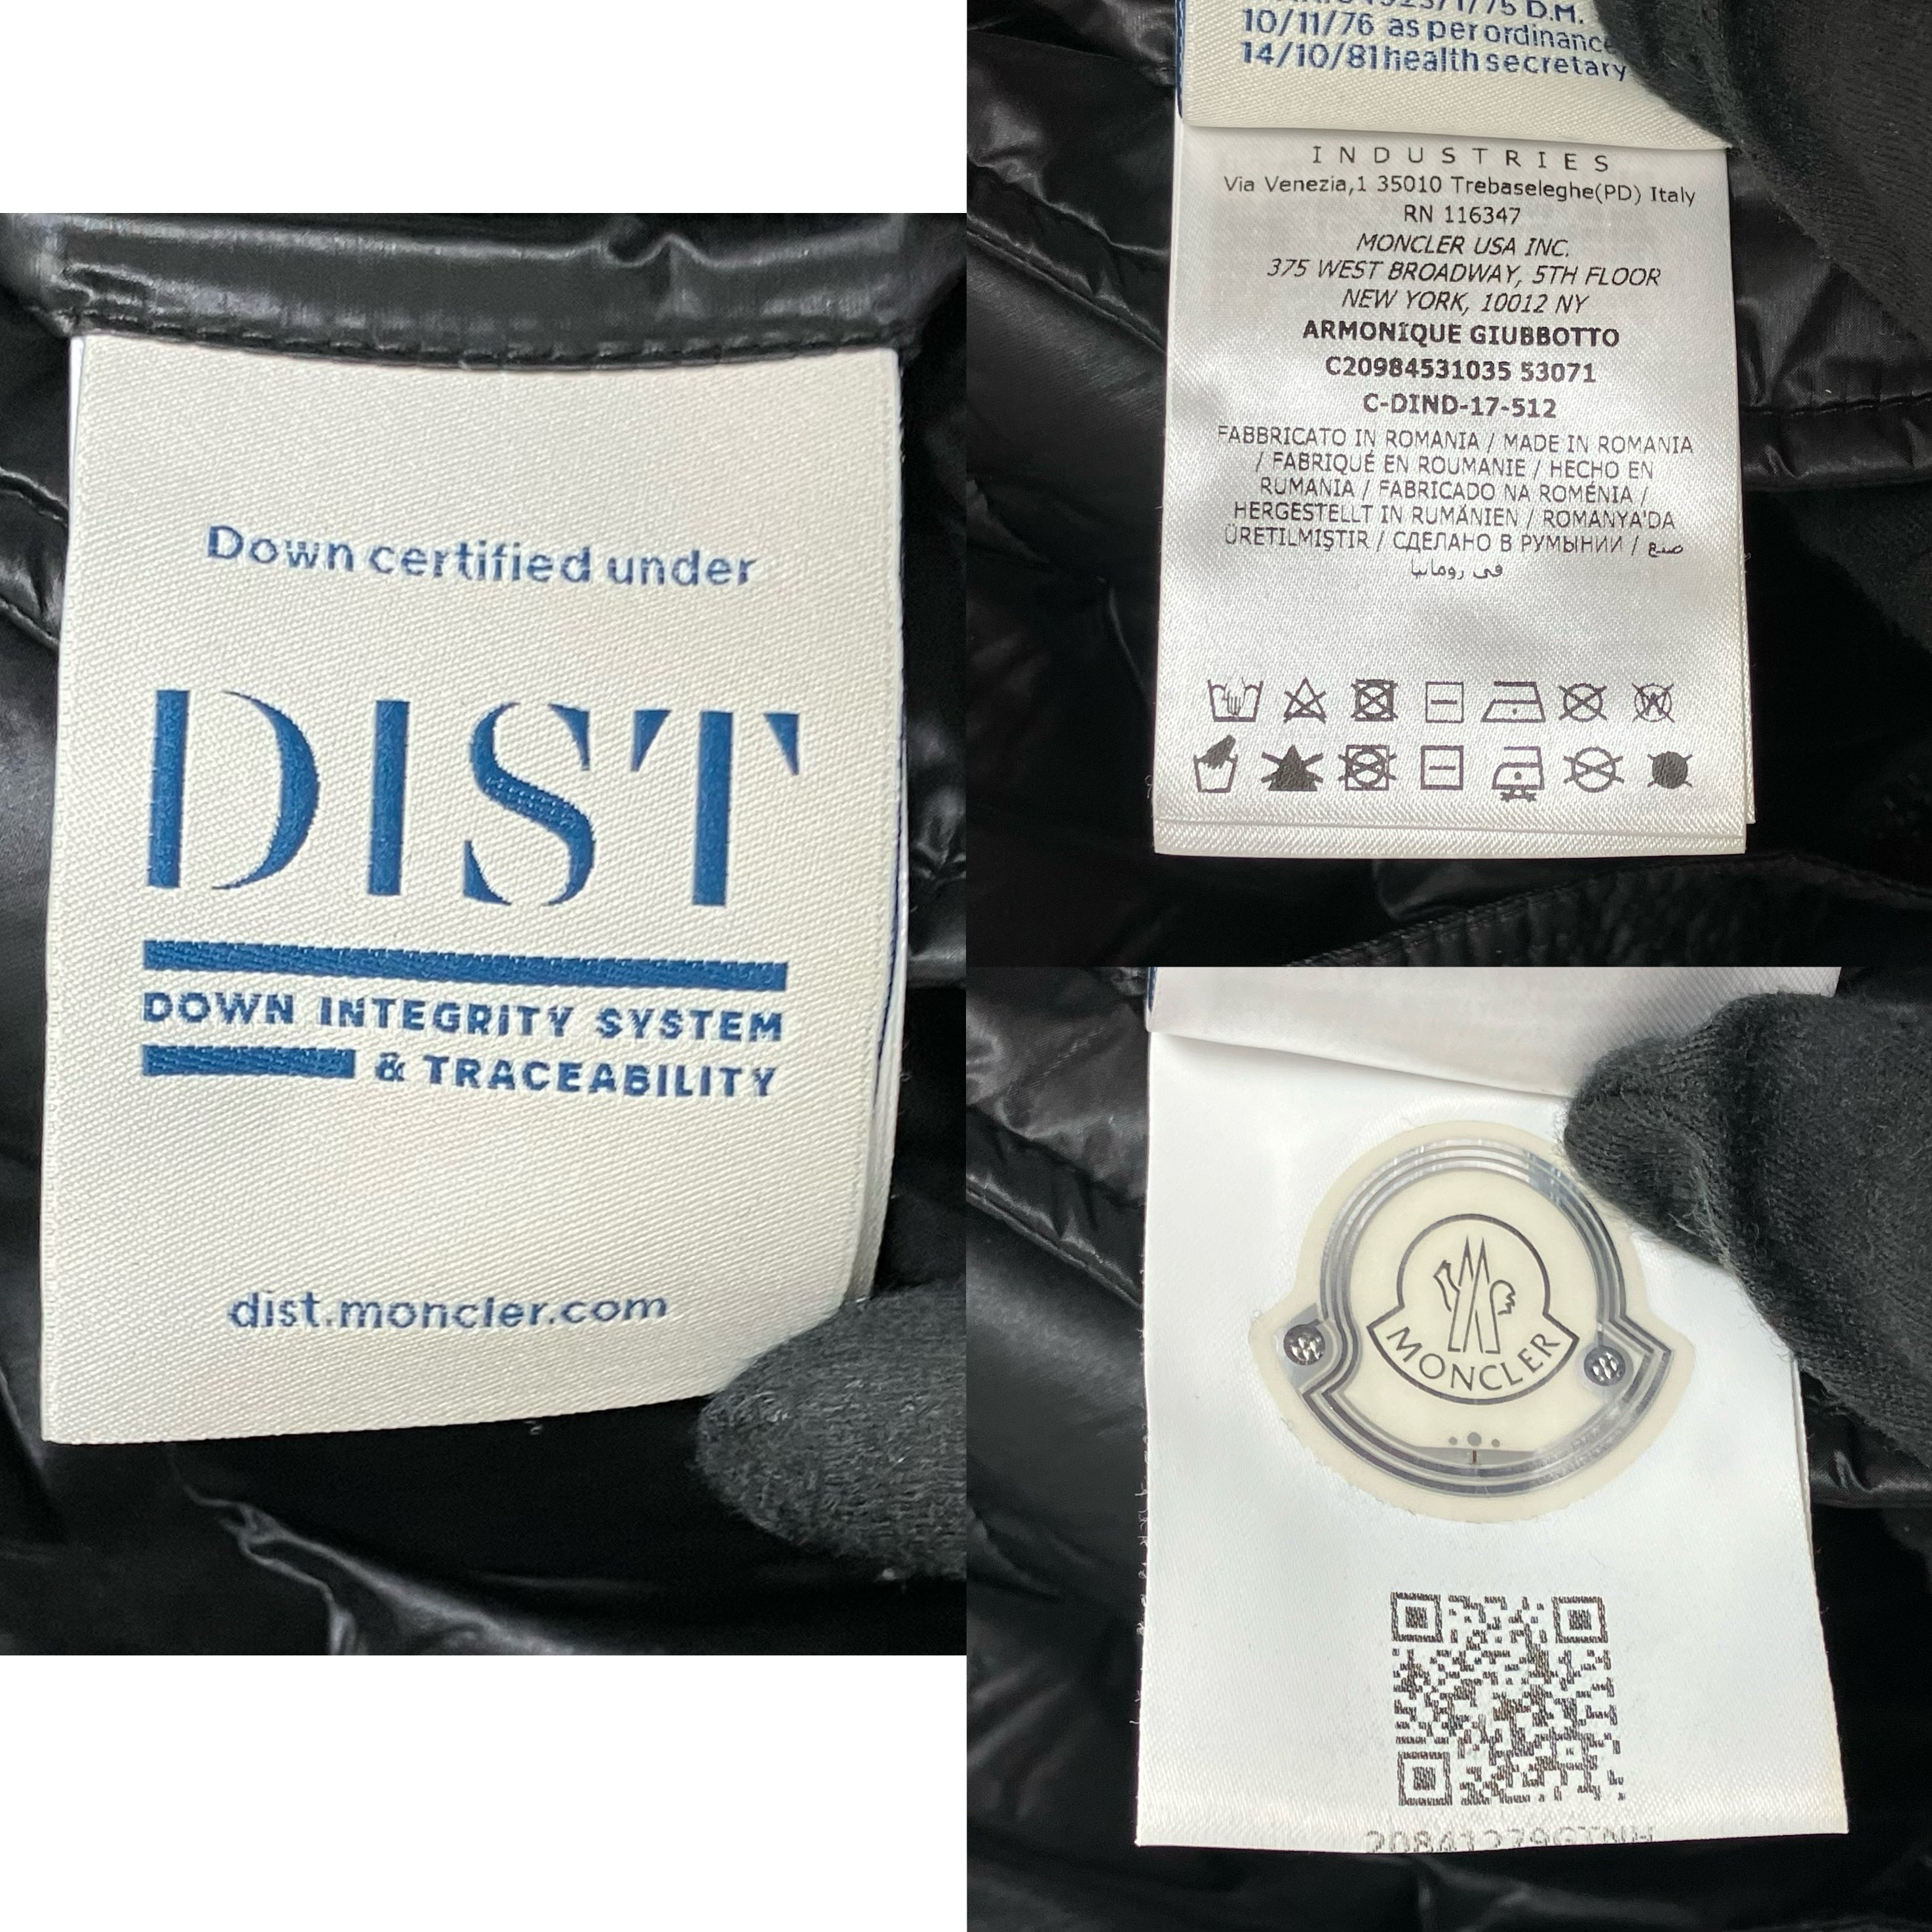 Down certified under
DIST
DOWN INTEGRITY SYSTEM
& TRACEABILITY
dist.moncler.com
D.M.
10/11/76 as per ordinance
14/10/81 health secretary
INDUSTRIES
Via Venezia,1 35010 Trebaseleghe(PD) Italy
RN 116347
MONCLER USA INC.
375 WEST BROADWAY, 5TH FLOOR
NEW YORK, 10012 NY
ARMONIQUE GIUBBOTTO
C20984531035 53071
C-DIND-17-512
FABBRICATO IN ROMANIA / MADE IN ROMANIA
/ FABRIQUÉ EN ROUMANIE / HECHO EN
RUMANIA / FABRICADO NA ROMÉNIA /
HERGESTELLT IN RUMÄNIEN / ROMANYA'DA
ÜRETILMIŞTIR / СДЕЛАНО В РУМЫНИИ / صنع
في رومانيا
MONCLER